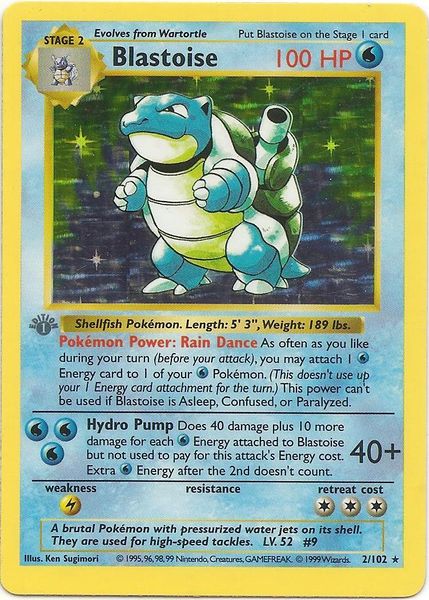 Evolves from Wartortle
Put Blastoise on the Stage 1 card
STAGE 2
Blastoise
100 HP
EDITION
1
Shellfish Pokémon. Length: 5' 3", Weight: 189 lbs.
Pokémon Power: Rain Dance As often as you like
during your turn (before your attack), you may attach 1
Energy card to 1 of your Pokémon. (This doesn't use up
your 1 Energy card attachment for the turn.) This power can't
be used if Blastoise is Asleep, Confused, or Paralyzed.
Hydro Pump Does 40 damage plus 10 more
damage for each Energy attached to Blastoise
but not used to pay for this attack's Energy cost.
Extra Energy after the 2nd doesn't count.
40+
weakness
resistance
retreat cost
A brutal Pokémon with pressurized water jets on its shell.
They are used for high-speed tackles. LV. 52 #9
Illus. Ken Sugimori
© 1995, 96, 98, 99 Nintendo, Creatures, GAMEFREAK. © 1999 Wizards.
2/102 ★